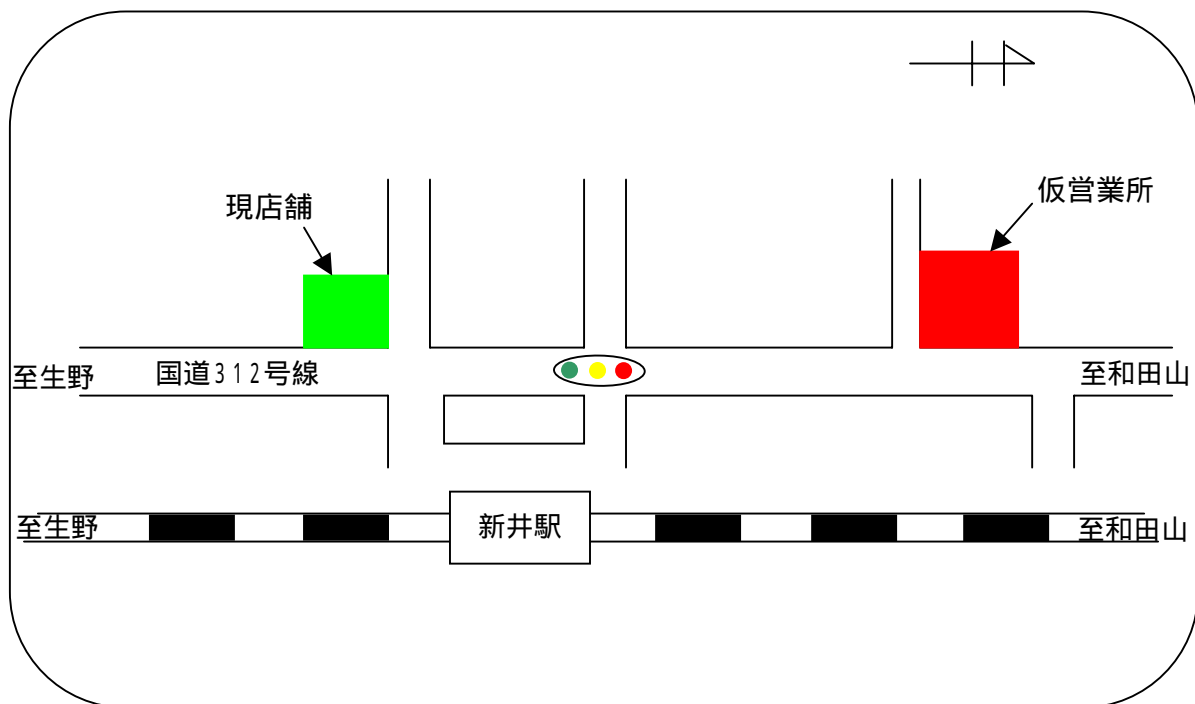 仮営業所
現店舗
至生野
国道312号線
至和田山
至生野
新井駅
至和田山